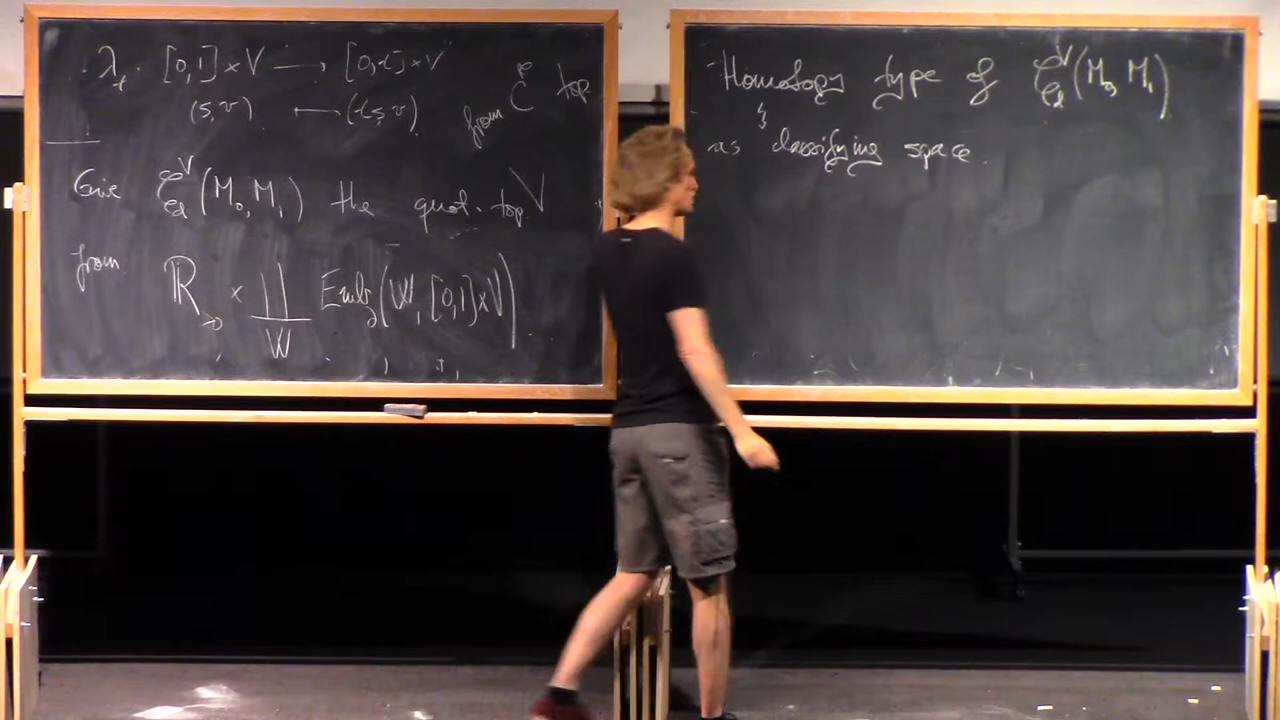 λ_t : [0,1] × V ⟶ [0,t] × V
(s,v) ⟼ (ts,v)
from C^∞ top
Give 𝒞_d^V (M_0, M_1) the quot. top
from ℝ_{>0} × ∐_W Emb_∂ (W, [0,1] × V)
Homotopy type of 𝒞_d^V (M_0, M_1)
as classifying space.